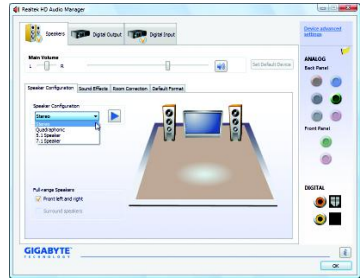 Realtek HD Audio Manager
Speakers
Digital Output
Digital Input
Device advanced settings
Main Volume
L
R
Set Default Device
Speaker Configuration
Sound Effects
Room Correction
Default Format
Speaker Configuration
Stereo
Stereo
Quadraphonic
5.1 Speaker
7.1 Speaker
Full-range Speakers
Front left and right
Surround speakers
ANALOG
Back Panel
Front Panel
DIGITAL
GIGABYTE
TECHNOLOGY
i
OK